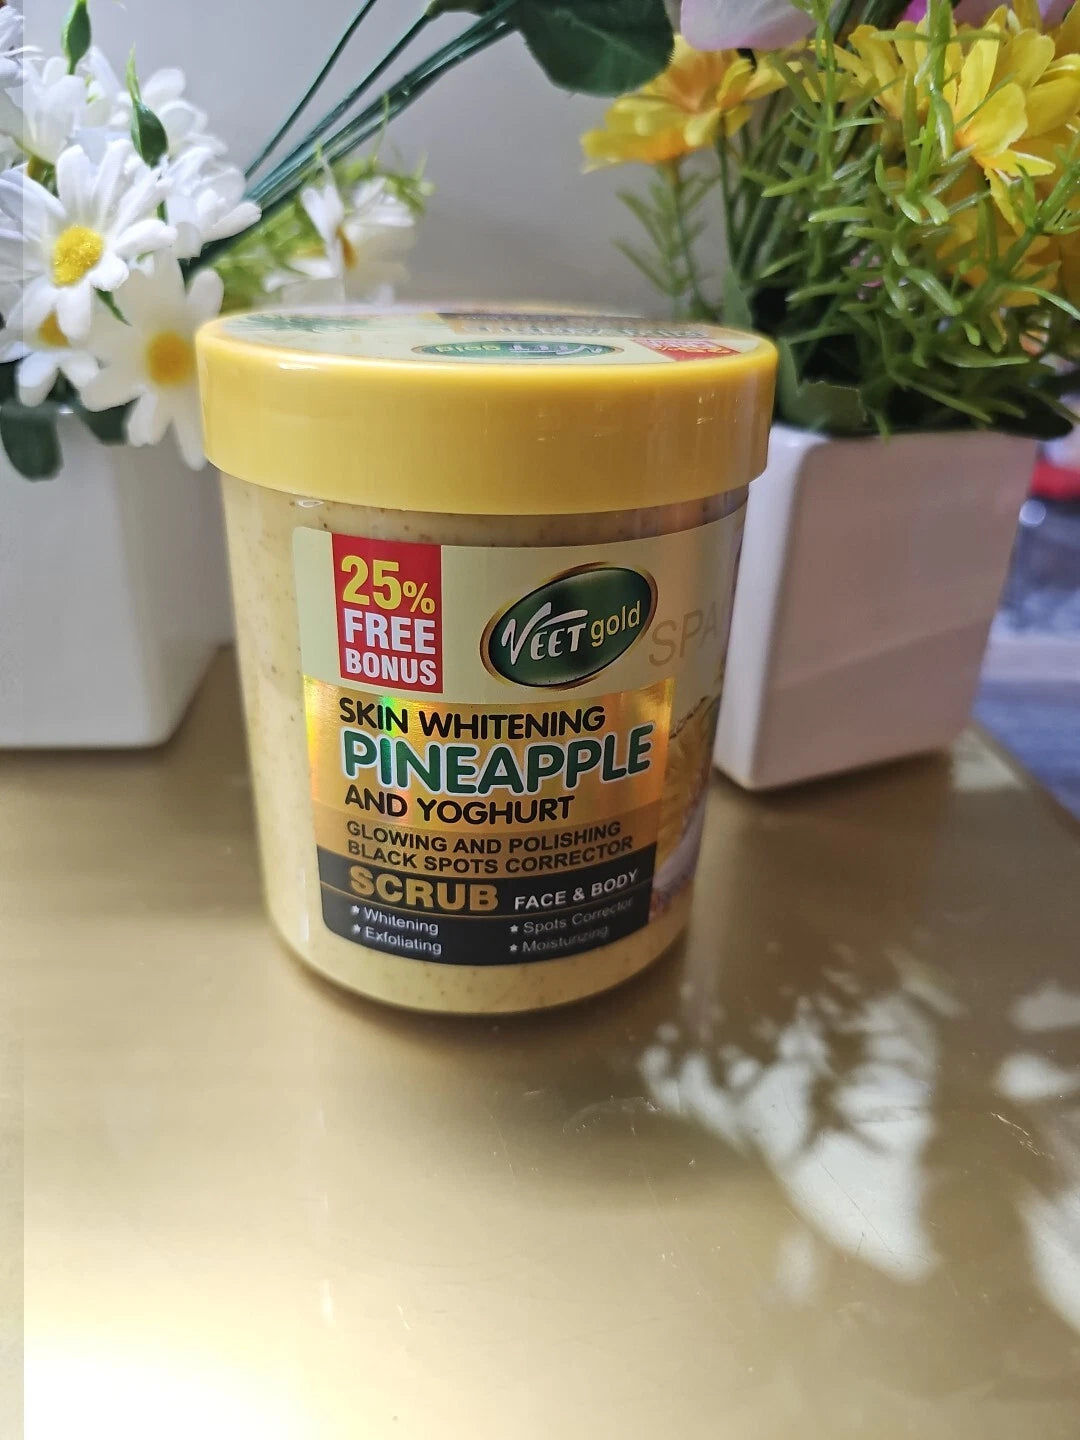 25%
FREE
BONUS
VEET gold
SPA
SKIN WHITENING
PINEAPPLE
AND YOGHURT
GLOWING AND POLISHING
BLACK SPOTS CORRECTOR
SCRUB FACE & BODY
★ Whitening ★ Spots Corrector
★ Exfoliating ★ Moisturizing